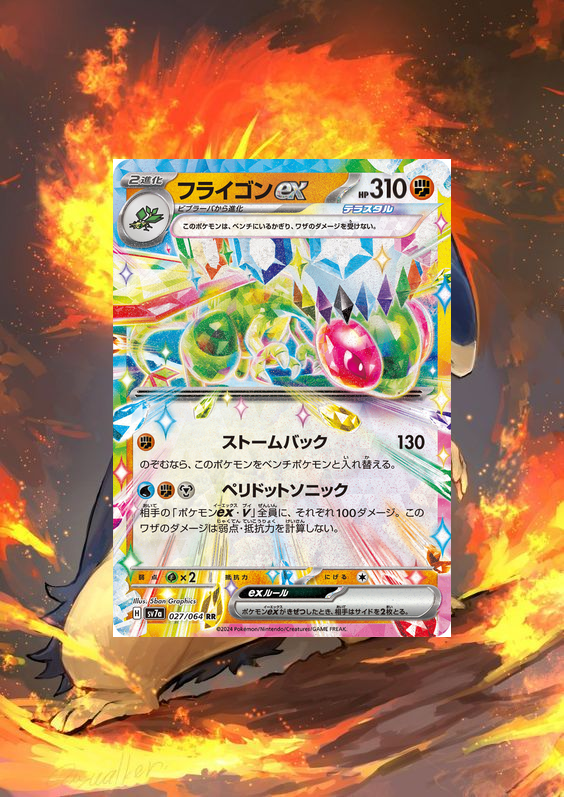 2進化 フライゴンex HP310
ビブラーバから進化 テラスタル
このポケモンは、ベンチにいるかぎり、ワザのダメージを受けない。
ストームバック 130
のぞむなら、このポケモンをベンチポケモンと入れ替える。
ペリドットソニック
相手の「ポケモンex・V」全員に、それぞれ100ダメージ。この
ワザのダメージは弱点・抵抗力を計算しない。
弱点 ×2 抵抗力 にげる
exルール
ポケモンexがきぜつしたとき、相手はサイドを2枚とる。
Illus. 5ban Graphics
H sv7a 027/064 RR
©2024 Pokémon/Nintendo/Creatures/GAME FREAK.